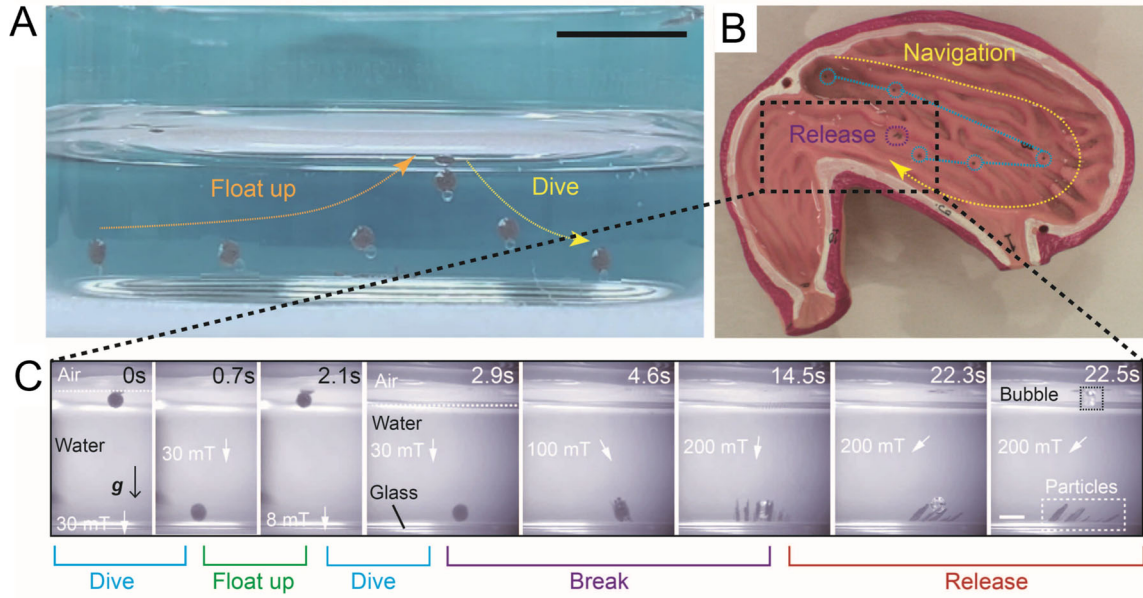 A
Float up
Dive
B
Navigation
Release
C
Air
0s
0.7s
2.1s
Air
2.9s
4.6s
14.5s
22.3s
22.5s
Bubble
Water
Water
30 mT
30 mT
100 mT
200 mT
200 mT
200 mT
g
Glass
Particles
30 mT
8 mT
Dive
Float up
Dive
Break
Release